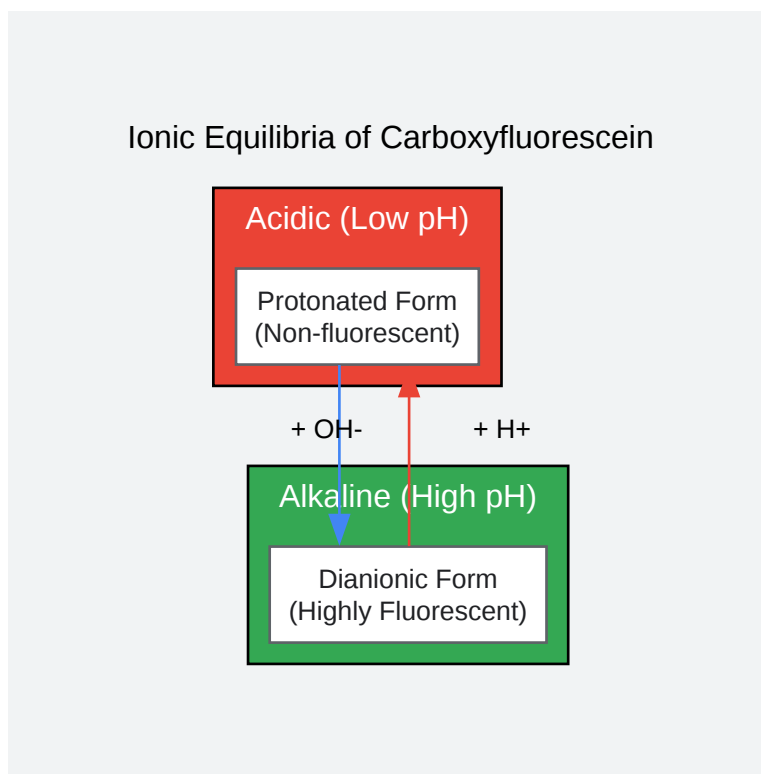 Ionic Equilibria of Carboxyfluorescein
Acidic (Low pH)
Protonated Form
(Non-fluorescent)
+ OH-
+ H+
Alkaline (High pH)
Dianionic Form
(Highly Fluorescent)